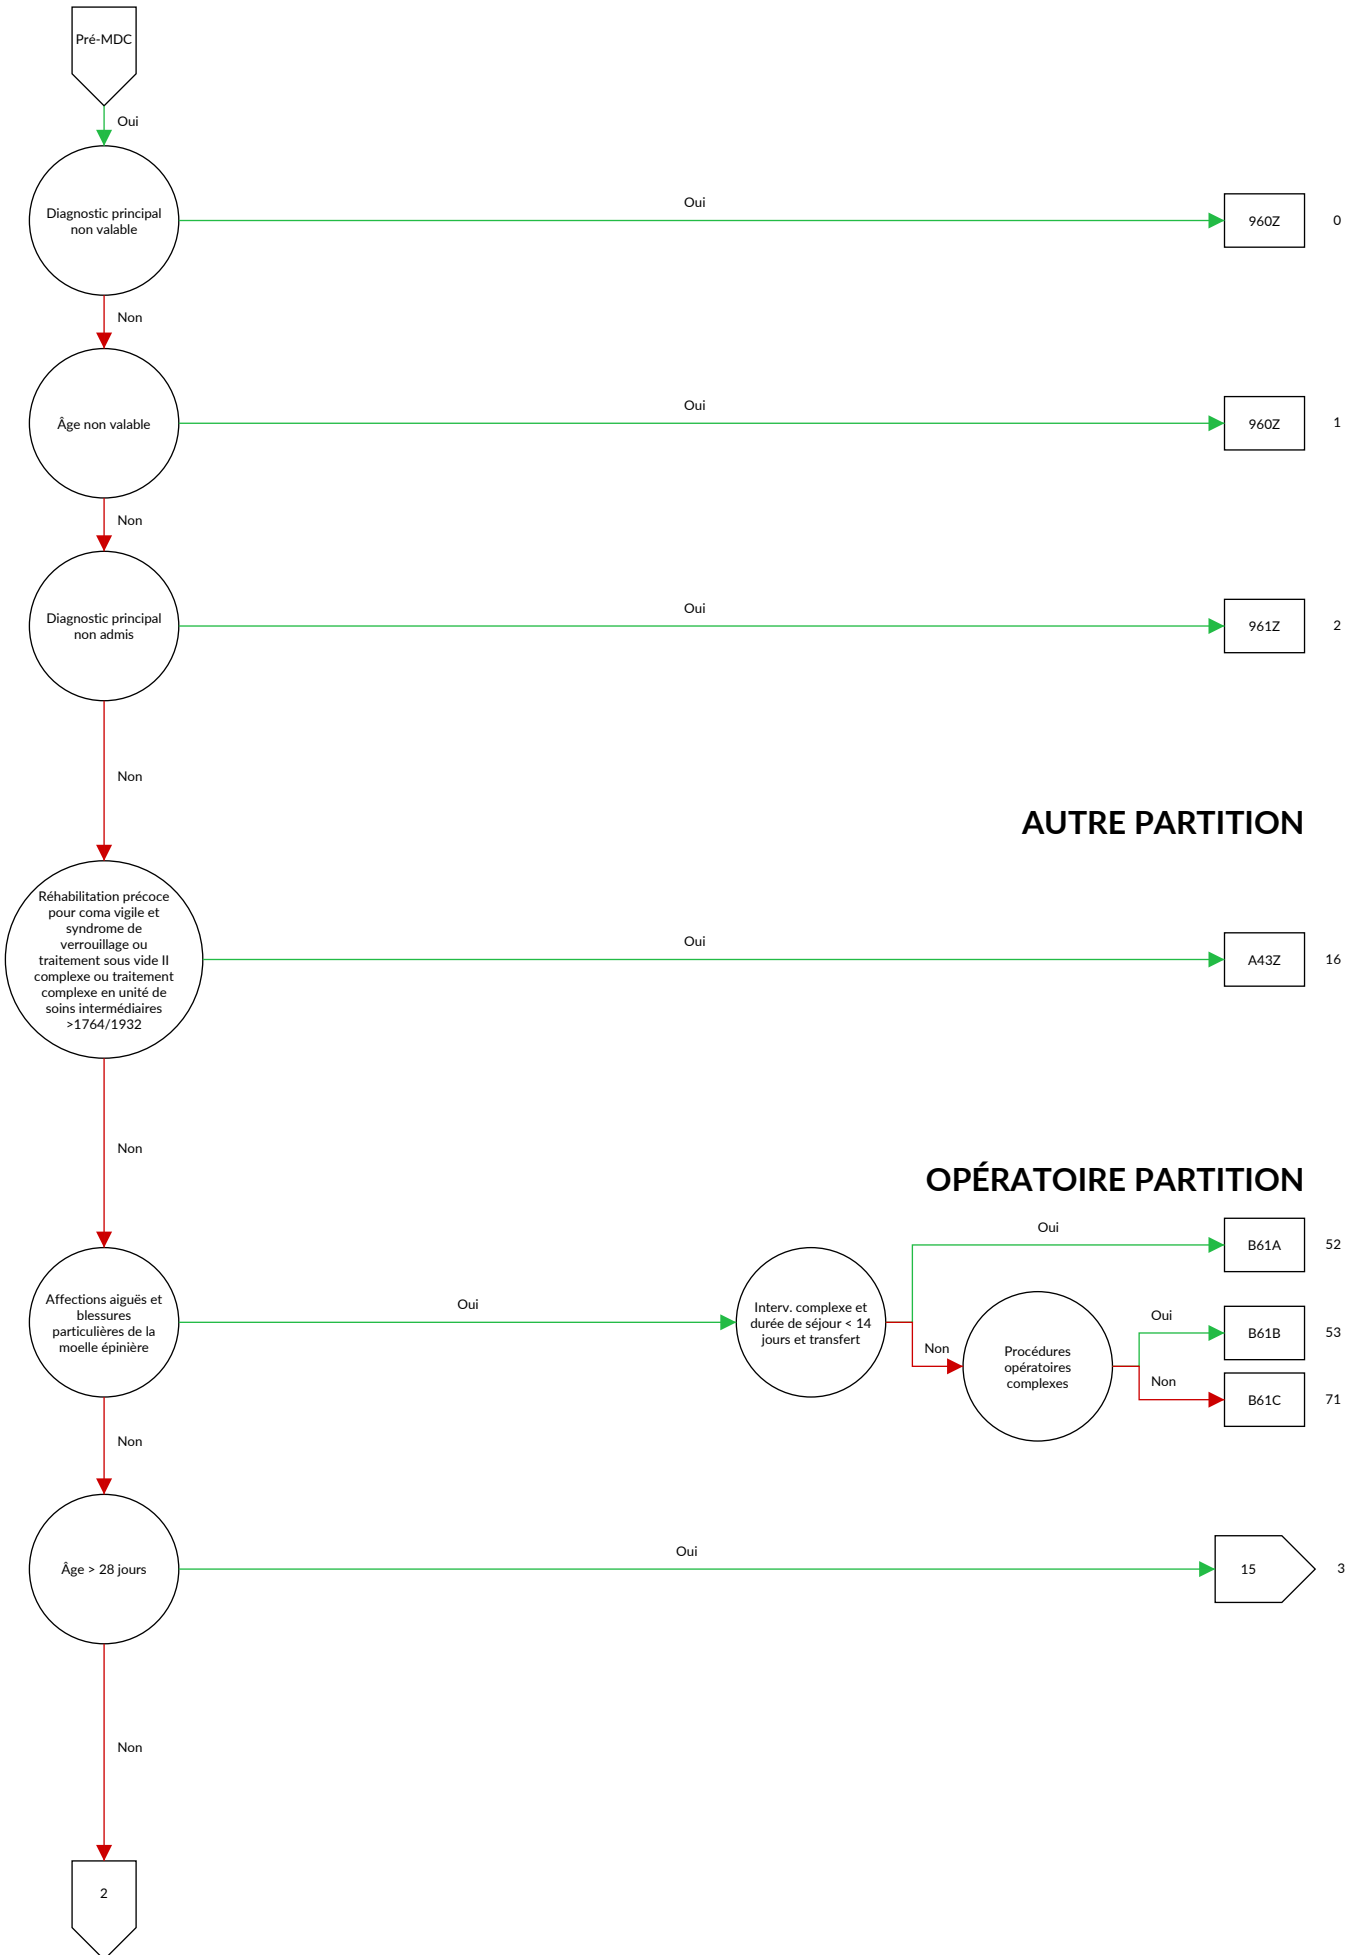 Pré-MDC
Oui
Diagnostic principal
non valable
Oui
960Z
0
Non
Âge non valable
Oui
960Z
1
Non
Diagnostic principal
non admis
Oui
961Z
2
Non
AUTRE PARTITION
Réhabilitation précoce
pour coma vigile et
syndrome de
verrouillage ou
traitement sous vide II
complexe ou traitement
complexe en unité de
soins intermédiaires
>1764/1932
Oui
A43Z
16
Non
OPÉRATOIRE PARTITION
Affections aiguës et
blessures
particulières de la
moelle épinière
Oui
Interv. complexe et
durée de séjour < 14
jours et transfert
Oui
B61A
52
Non
Procédures
opératoires
complexes
Oui
B61B
53
Non
B61C
71
Non
Âge > 28 jours
Oui
15
3
Non
2